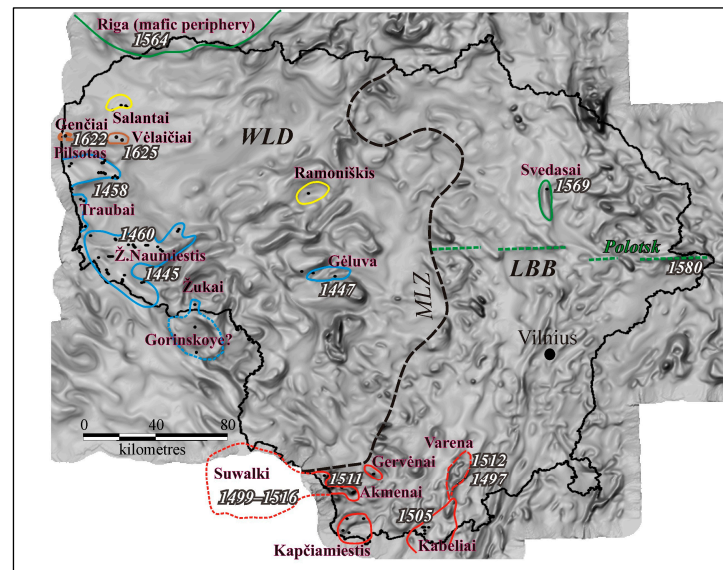 Riga (mafic periphery)
1564
Salantai
Genčiai
1622
Vėlaičiai
1625
WLD
Pilsotas
1458
Ramoniškis
Svedasai
1569
Traubai
1460
Ž.Naumiestis
1445
Gėluva
1447
Polotsk
LBB
1580
MLZ
Žukai
Gorinskoye?
Vilnius
0 40 80
kilometres
Varena
Gervėnai
1512
1497
Suwalki
1511
1499–1516
Akmenai
1505
Kapčiamiestis
Kabeliai